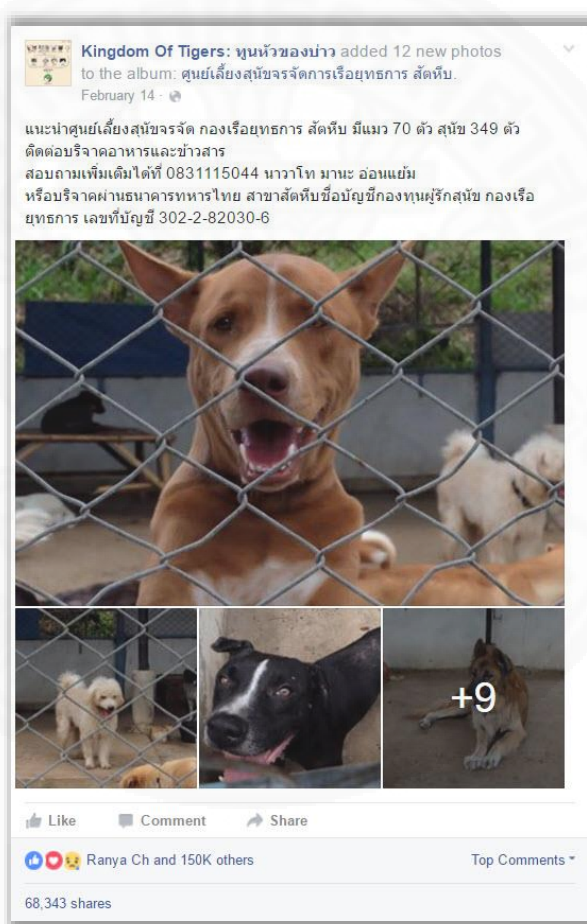 Kingdom Of Tigers: ทูนหัวของบ่าว added 12 new photos
to the album: ศูนย์เลี้ยงสุนัขจรจัดการเรือยุทธการ สัตหีบ.
February 14 ·
แนะนำศูนย์เลี้ยงสุนัขจรจัด กองเรือยุทธการ สัตหีบ มีแมว 70 ตัว สุนัข 349 ตัว
ติดต่อบริจาคอาหารและข้าวสาร
สอบถามเพิ่มเติมได้ที่ 0831115044 นาวาโท มานะ อ่อนแย้ม
หรือบริจาคผ่านธนาคารทหารไทย สาขาสัตหีบชื่อบัญชีกองทุนผู้รักสุนัข กองเรือ
ยุทธการ เลขที่บัญชี 302-2-82030-6
+9
Like Comment Share
Ranya Ch and 150K others Top Comments
68,343 shares